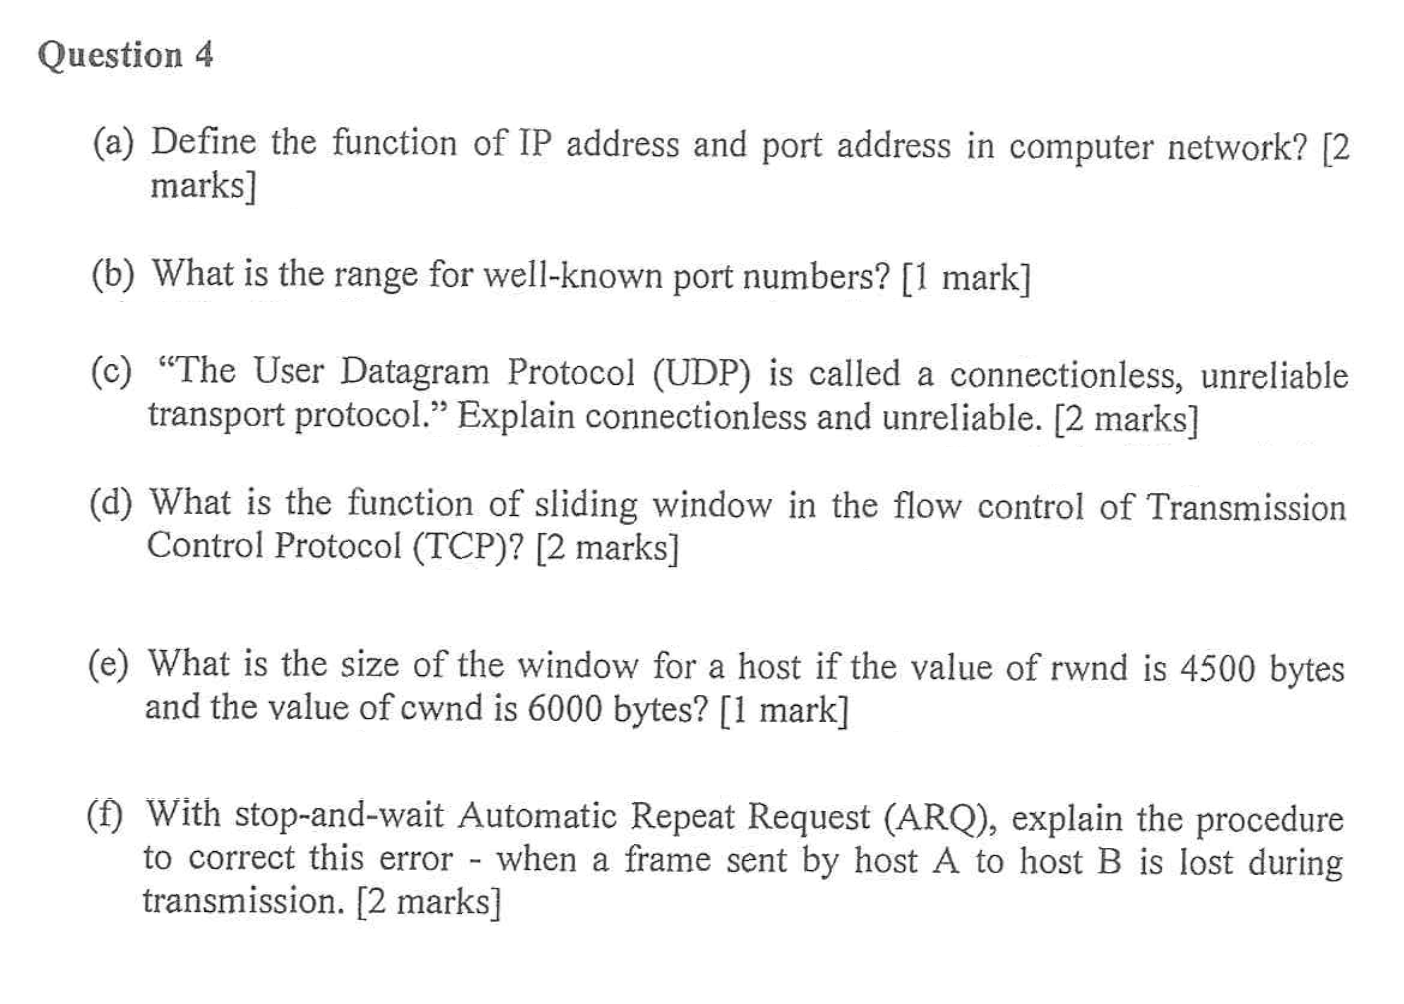 Question 4
(a) Define the function of IP address and port address in computer network? [2
marks]
(b) What is the range for well-known port numbers? [1 mark]
(c) “The User Datagram Protocol (UDP) is called a connectionless, unreliable
transport protocol.” Explain connectionless and unreliable. [2 marks]
(d) What is the function of sliding window in the flow control of Transmission
Control Protocol (TCP)? [2 marks]
(e) What is the size of the window for a host if the value of rwnd is 4500 bytes
and the value of cwnd is 6000 bytes? [1 mark]
(f) With stop-and-wait Automatic Repeat Request (ARQ), explain the procedure
to correct this error - when a frame sent by host A to host B is lost during
transmission. [2 marks]